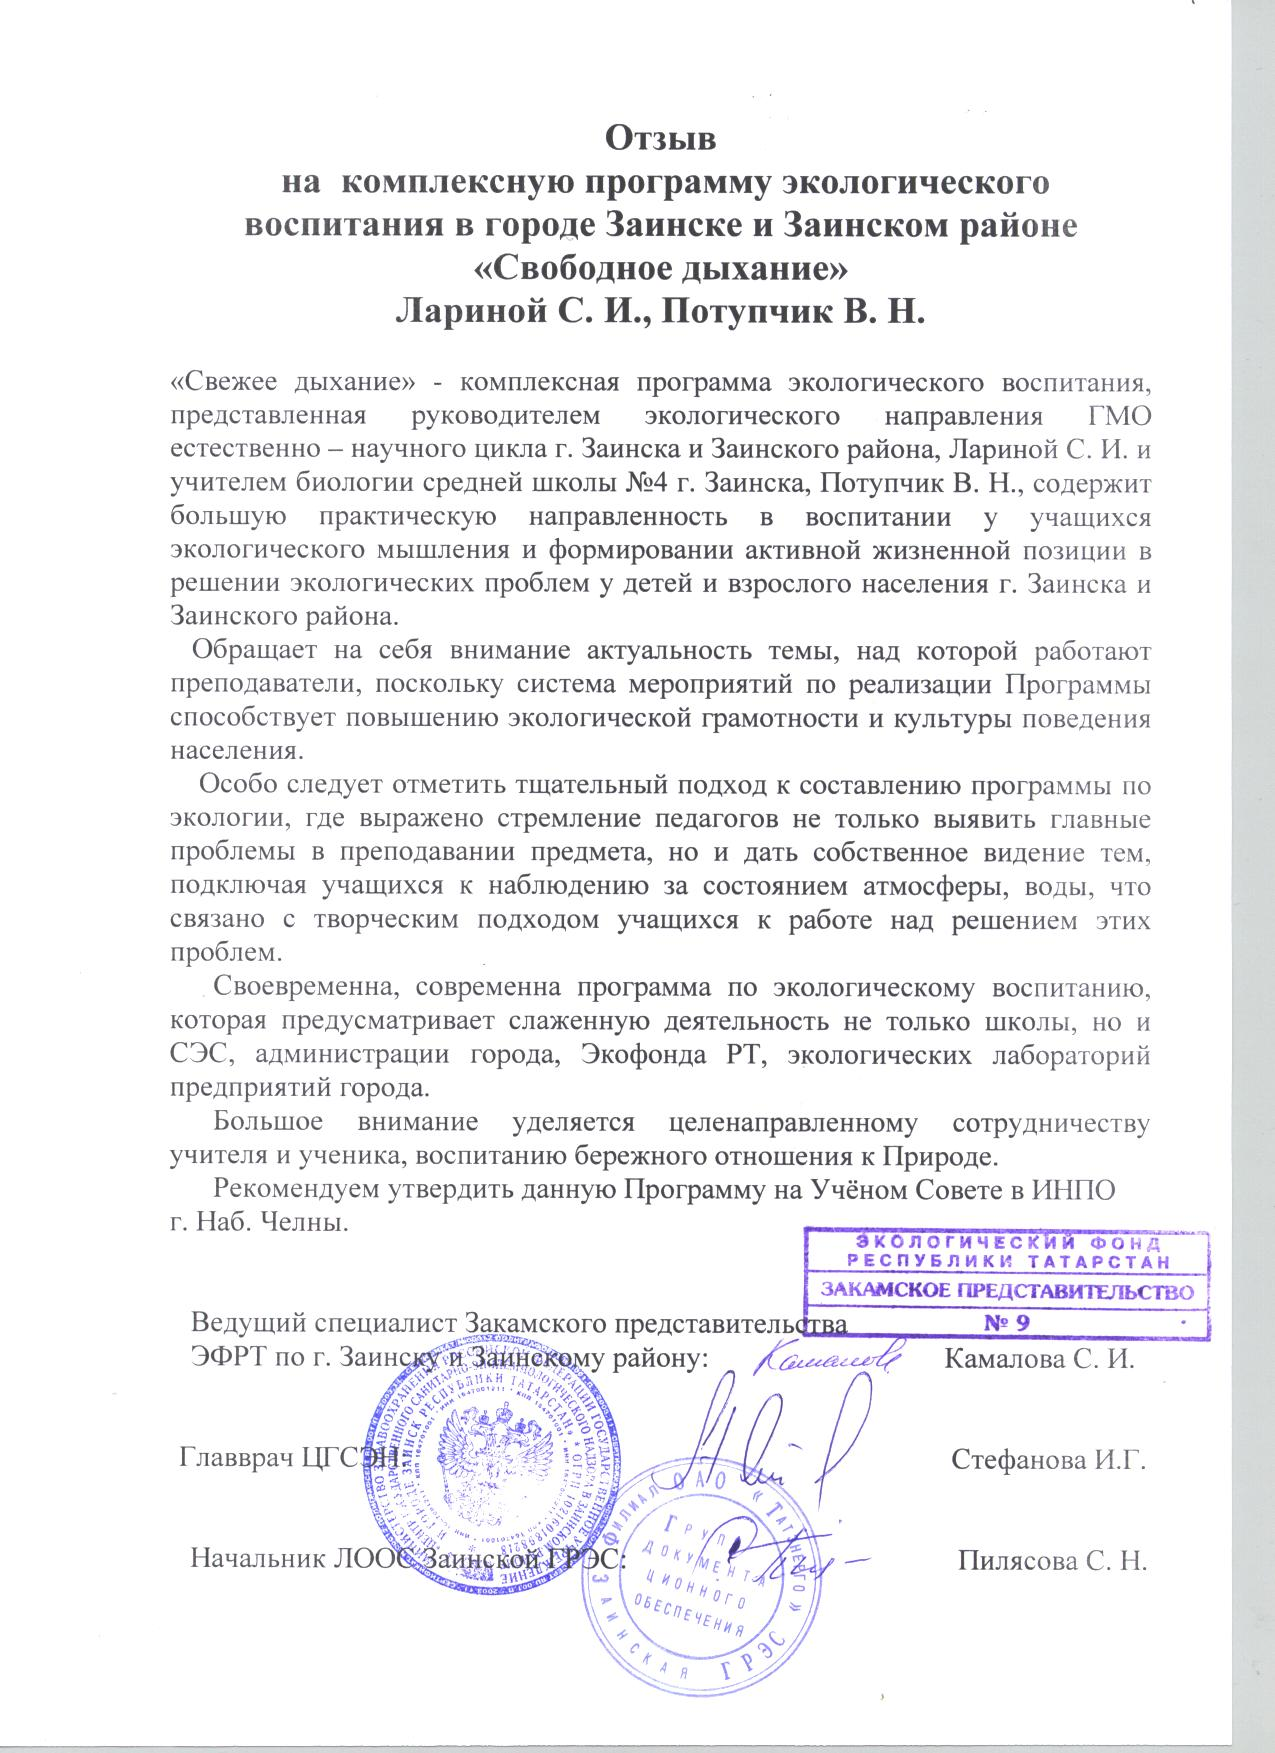 Отзыв
на комплексную программу экологического
воспитания в городе Заинске и Заинском районе
«Свободное дыхание»
Лариной С. И., Потупчик В. Н.
«Свежее дыхание» - комплексная программа экологического воспитания,
представленная руководителем экологического направления ГМО
естественно – научного цикла г. Заинска и Заинского района, Лариной С. И. и
учителем биологии средней школы №4 г. Заинска, Потупчик В. Н., содержит
большую практическую направленность в воспитании у учащихся
экологического мышления и формировании активной жизненной позиции в
решении экологических проблем у детей и взрослого населения г. Заинска и
Заинского района.
Обращает на себя внимание актуальность темы, над которой работают
преподаватели, поскольку система мероприятий по реализации Программы
способствует повышению экологической грамотности и культуры поведения
населения.
Особо следует отметить тщательный подход к составлению программы по
экологии, где выражено стремление педагогов не только выявить главные
проблемы в преподавании предмета, но и дать собственное видение тем,
подключая учащихся к наблюдению за состоянием атмосферы, воды, что
связано с творческим подходом учащихся к работе над решением этих
проблем.
Своевременна, современна программа по экологическому воспитанию,
которая предусматривает слаженную деятельность не только школы, но и
СЭС, администрации города, Экофонда РТ, экологических лабораторий
предприятий города.
Большое внимание уделяется целенаправленному сотрудничеству
учителя и ученика, воспитанию бережного отношения к Природе.
Рекомендуем утвердить данную Программу на Учёном Совете в ИНПО
г. Наб. Челны.
ЭКОЛОГИЧЕСКИЙ ФОНД
РЕСПУБЛИКИ ТАТАРСТАН
ЗАКАМСКОЕ ПРЕДСТАВИТЕЛЬСТВО
№ 9
Ведущий специалист Закамского представительства
ЭФРТ по г. Заинску и Заинскому району: Камалова С. И.
Главврач ЦГСЭН: Стефанова И.Г.
Начальник ЛООС Заинской ГРЭС: Пилясова С. Н.
ФИЛИАЛ ОАО «ТАТЭНЕРГО»
ЗАИНСКАЯ ГРЭС
ГРУППА
ДОКУМЕНТА
ЦИОННОГО
ОБЕСПЕЧЕНИЯ